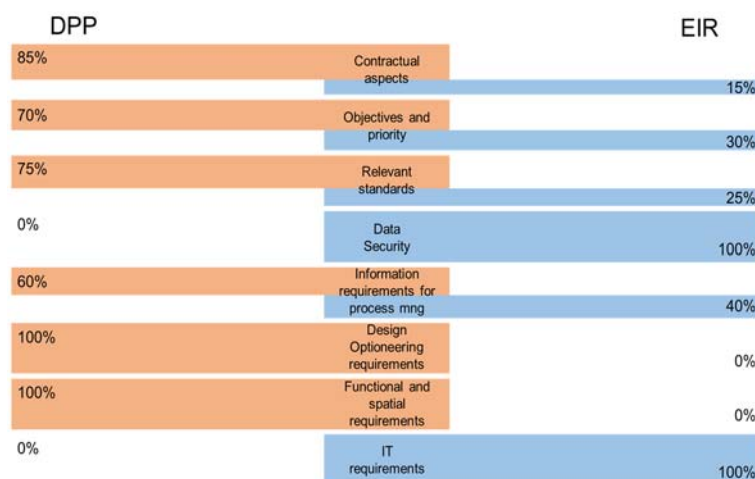 DPP
EIR
85%
Contractual
aspects
15%
70%
Objectives and
priority
30%
75%
Relevant
standards
25%
0%
Data
Security
100%
60%
Information
requirements for
process mng
40%
100%
Design
Optioneering
requirements
0%
100%
Functional and
spatial
requirements
0%
0%
IT
requirements
100%